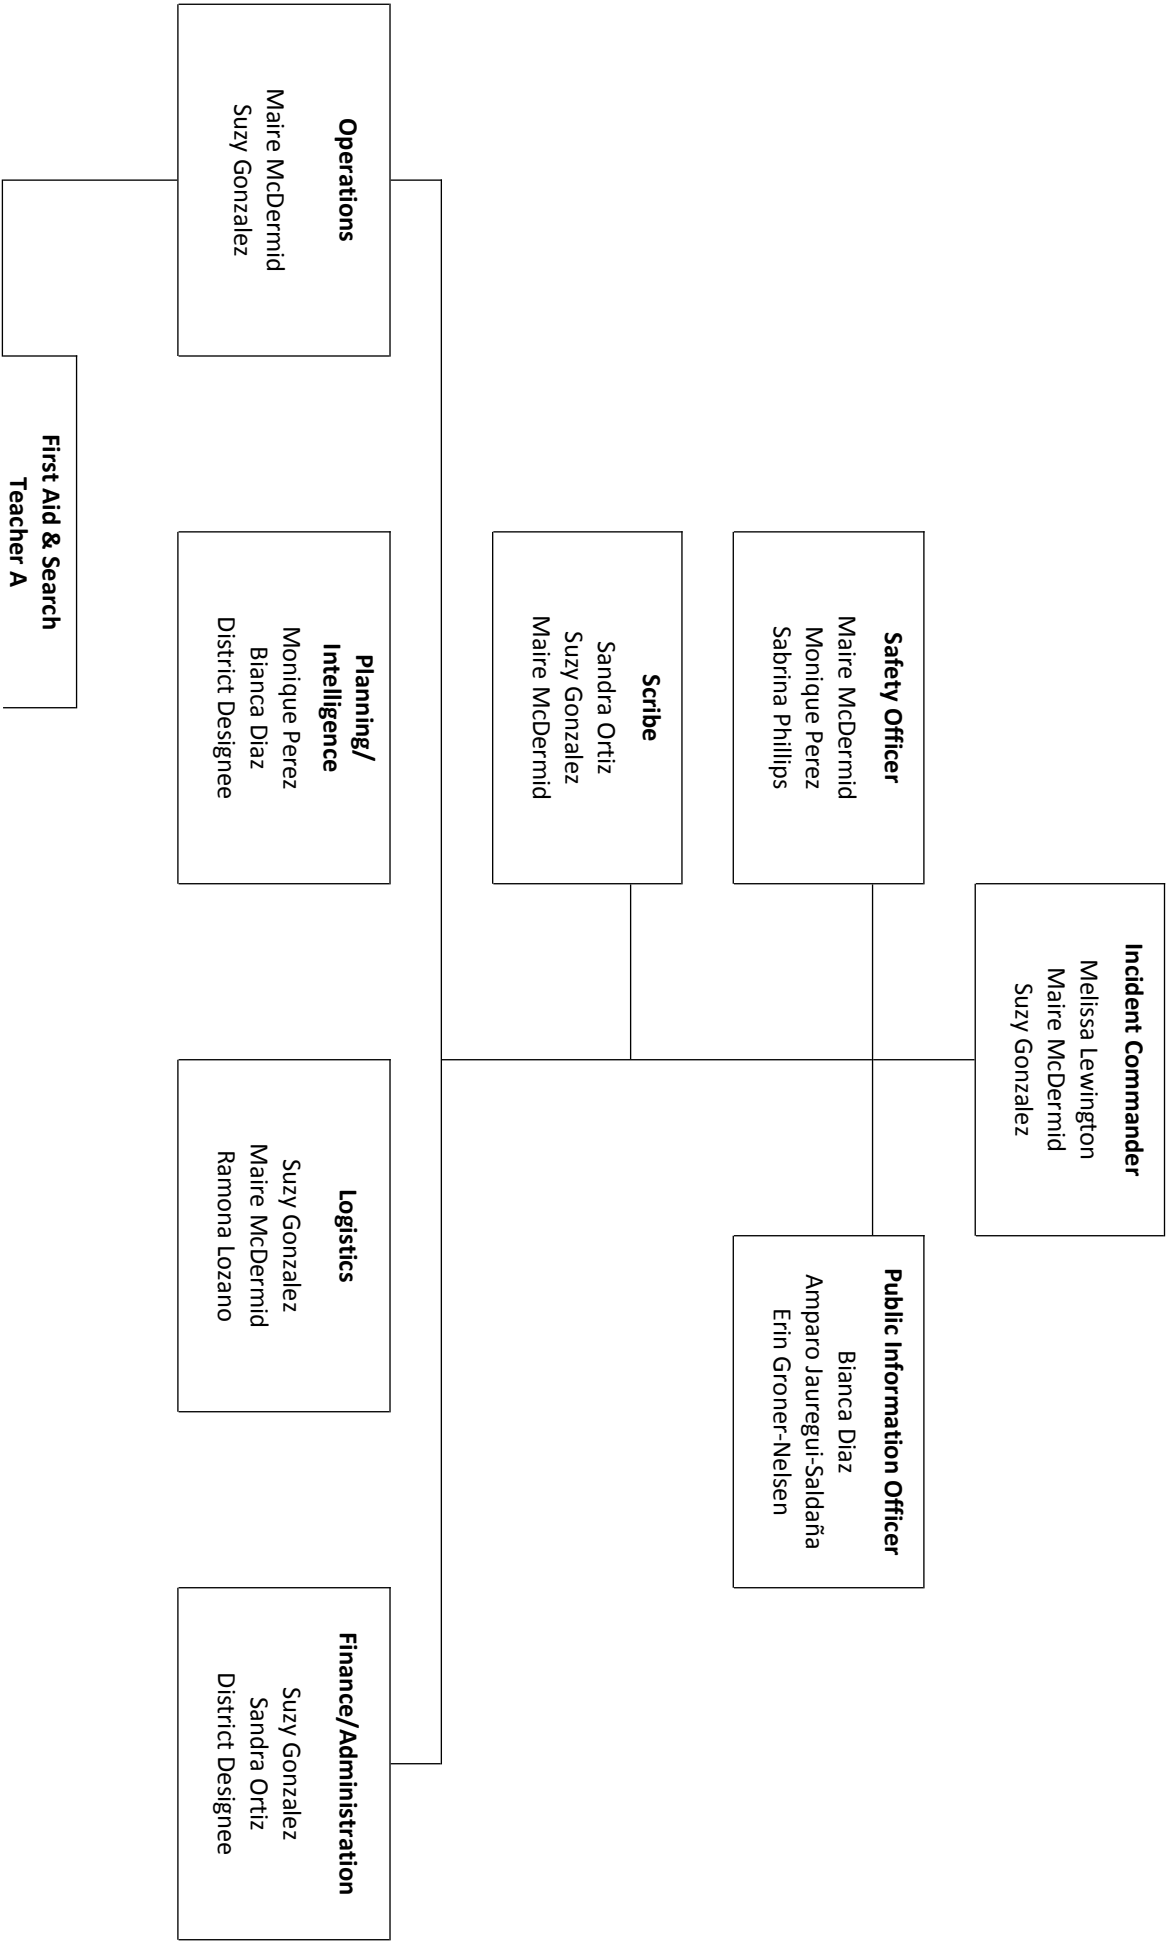 Incident Commander
Melissa Lewington
Maire McDermid
Suzy Gonzalez
Safety Officer
Maire McDermid
Monique Perez
Sabrina Phillips
Public Information Officer
Bianca Diaz
Amparo Jauregui-Saldaña
Erin Groner-Nelsen
Scribe
Sandra Ortiz
Suzy Gonzalez
Maire McDermid
Operations
Maire McDermid
Suzy Gonzalez
Planning/
Intelligence
Monique Perez
Bianca Diaz
District Designee
Logistics
Suzy Gonzalez
Maire McDermid
Ramona Lozano
Finance/Administration
Suzy Gonzalez
Sandra Ortiz
District Designee
First Aid & Search
Teacher A